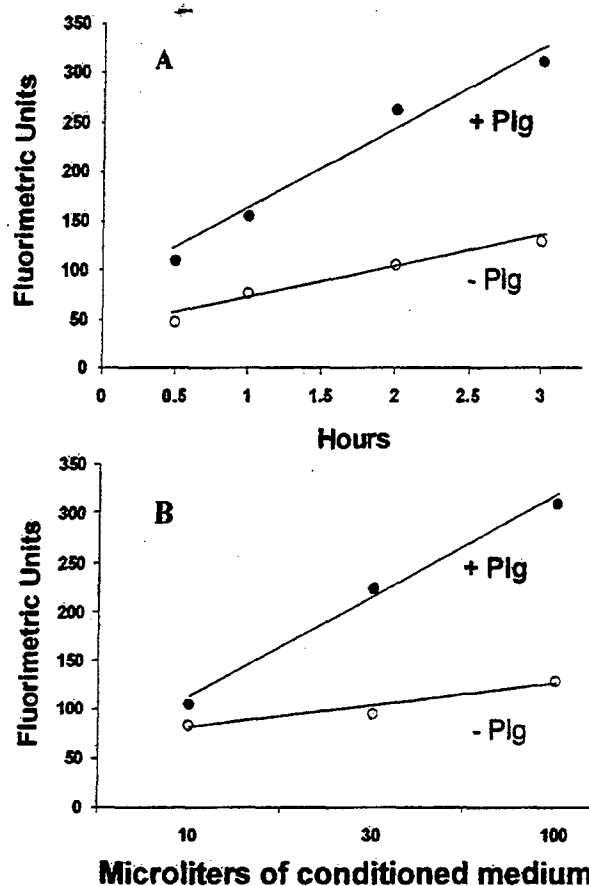 350
A
300
250
+ Plg
200
150
100
- Plg
50
0
Fluorimetric Units
0 0.5 1 1.5 2 2.5 3
Hours
350
B
300
250
+ Plg
200
150
100
- Plg
50
0
Fluorimetric Units
10 30 100
Microliters of conditioned medium